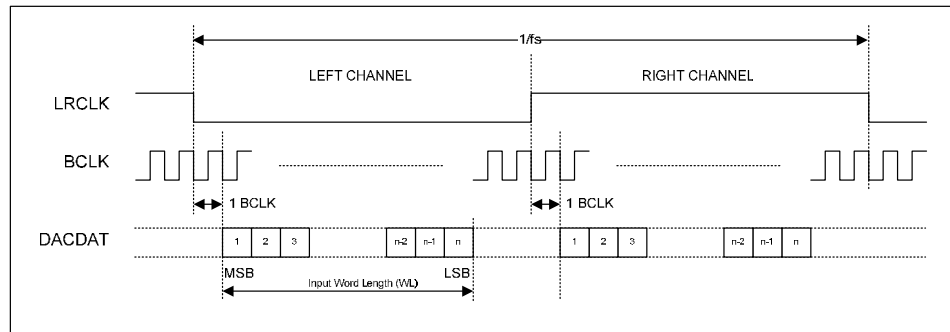 1/fs
LEFT CHANNEL RIGHT CHANNEL
LRCLK
BCLK
1 BCLK 1 BCLK
DACDAT 1 2 3 n-2 n-1 n 1 2 3 n-2 n-1 n
MSB LSB
Input Word Length (WL)